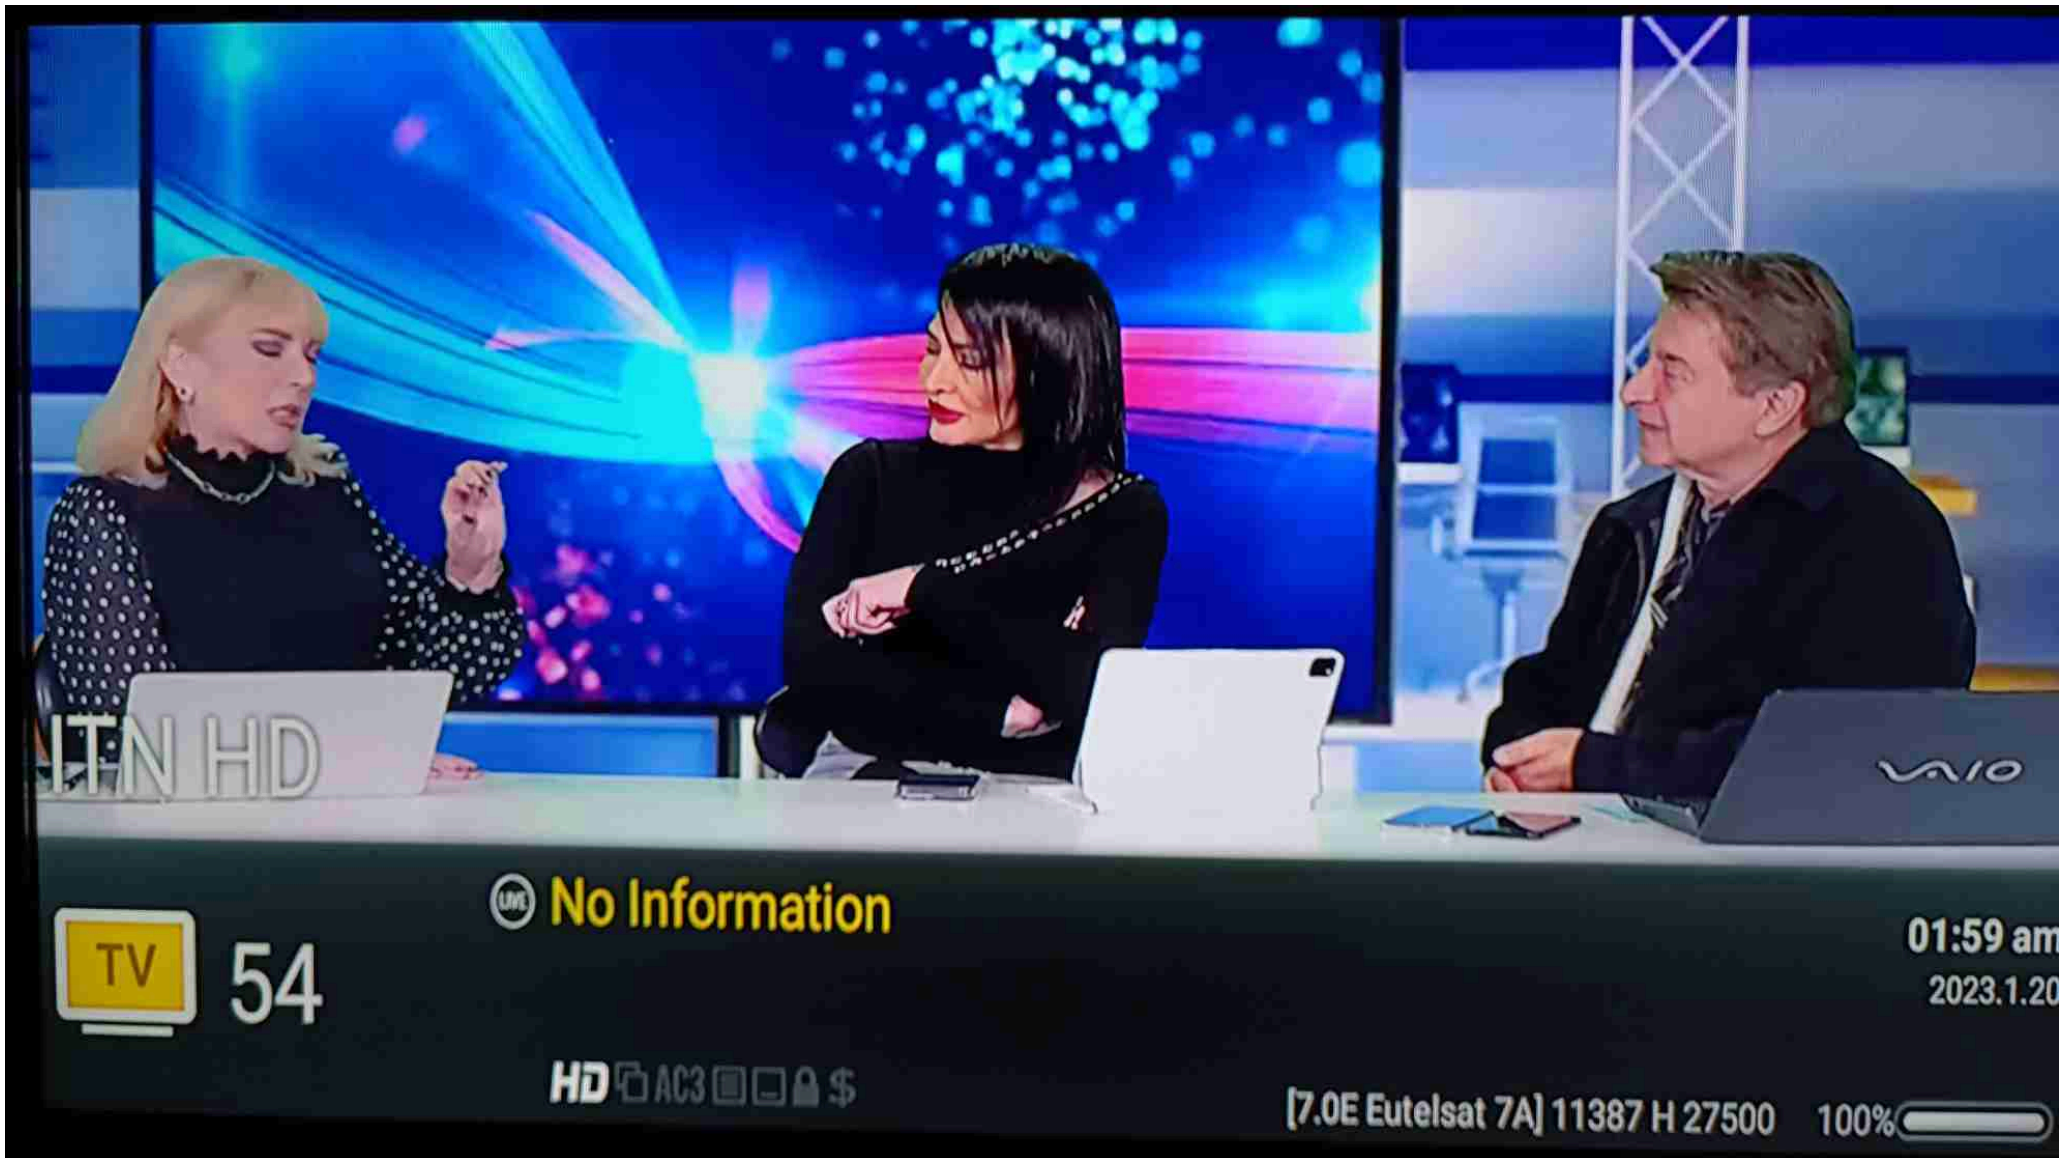 VAIO
ITN HD
LIVE No Information
TV 54
01:59 am
2023.1.20
HD AC3 $
[7.0E Eutelsat 7A] 11387 H 27500 100%